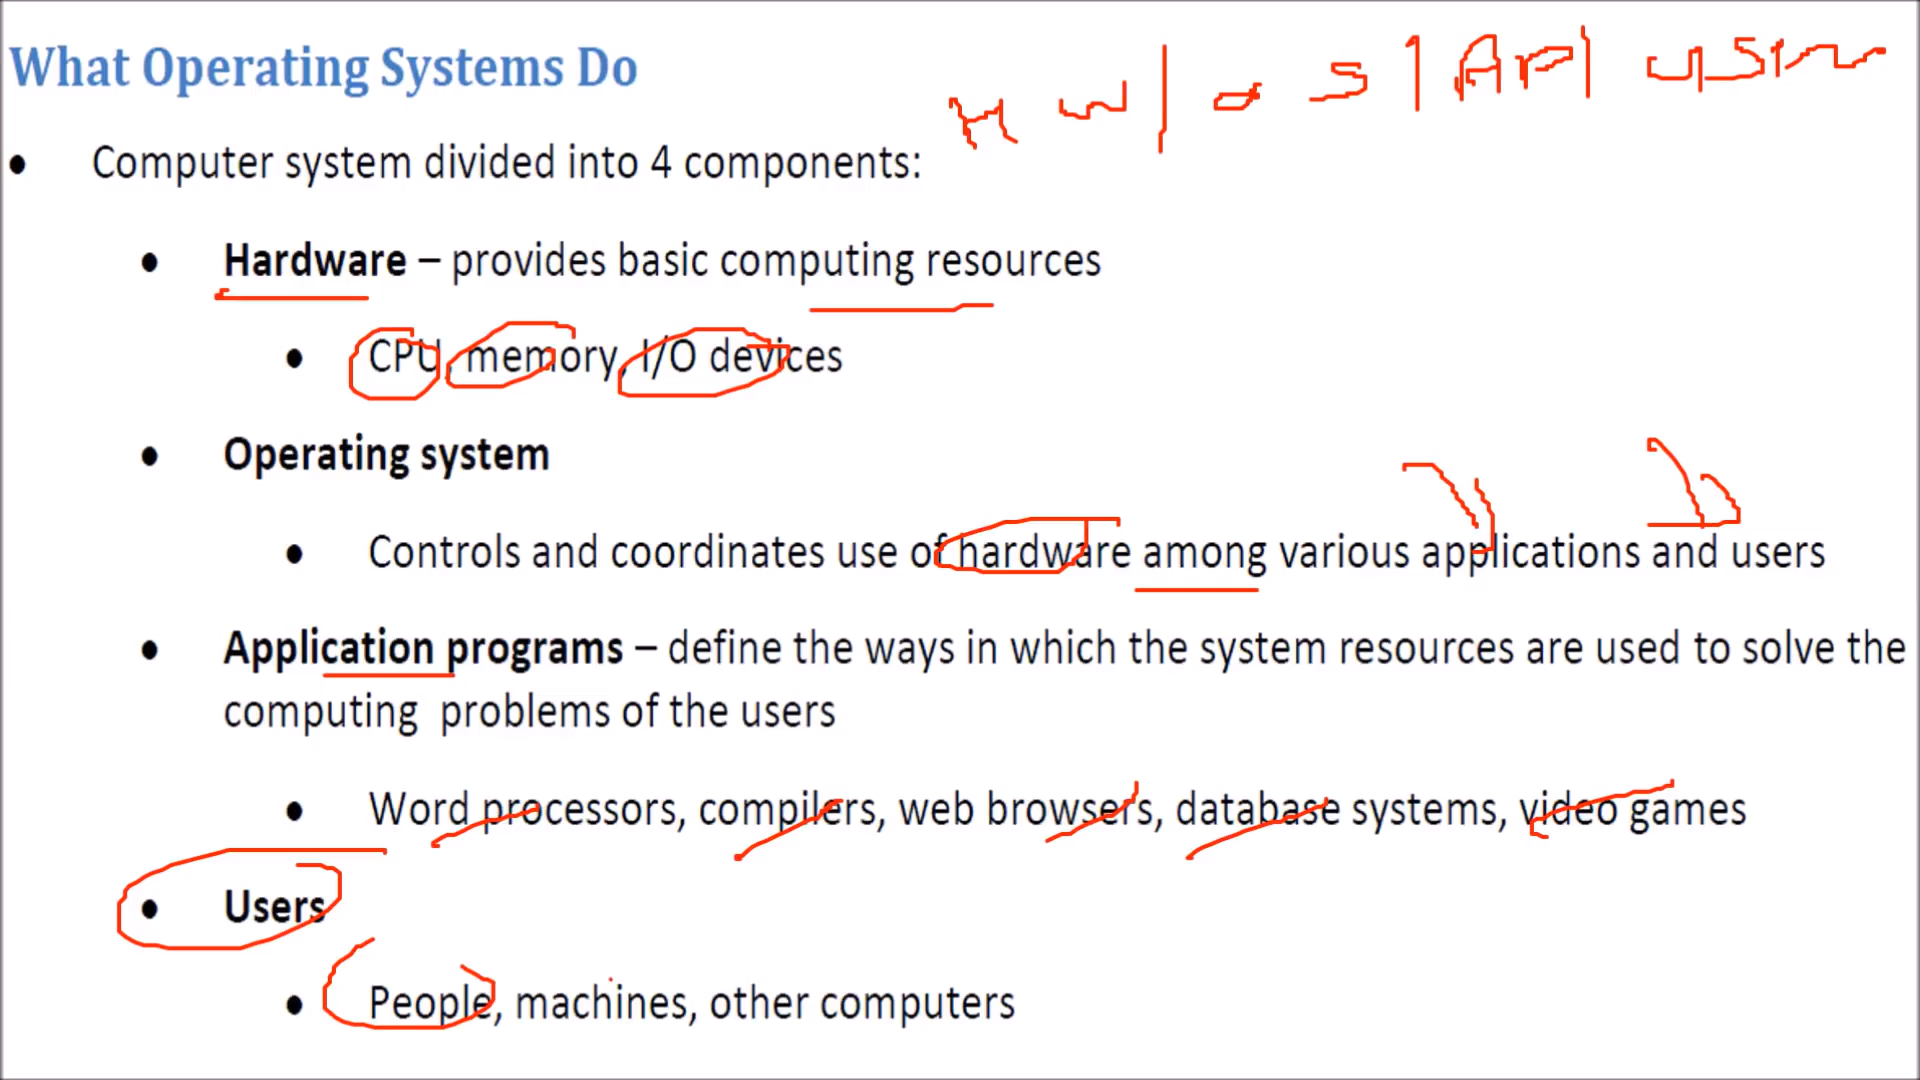 What Operating Systems Do
H W | O S | API users
• Computer system divided into 4 components:
• Hardware – provides basic computing resources
• CPU, memory, I/O devices
• Operating system
• Controls and coordinates use of hardware among various applications and users
• Application programs – define the ways in which the system resources are used to solve the
computing problems of the users
• Word processors, compilers, web browsers, database systems, video games
• Users
• People, machines, other computers